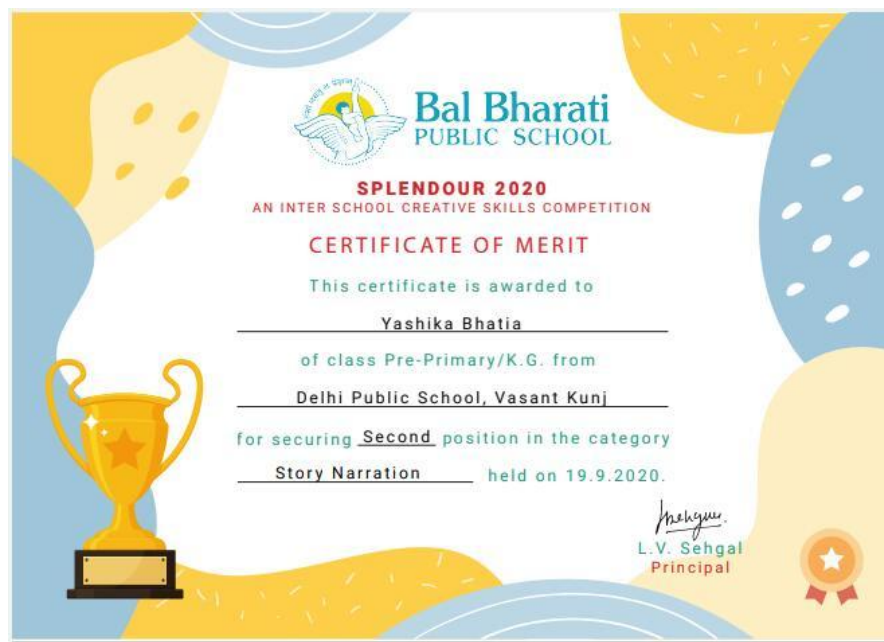 Bal Bharati
PUBLIC SCHOOL
SPLENDOUR 2020
AN INTER SCHOOL CREATIVE SKILLS COMPETITION
CERTIFICATE OF MERIT
This certificate is awarded to
Yashika Bhatia
of class Pre-Primary/K.G. from
Delhi Public School, Vasant Kunj
for securing Second position in the category
Story Narration held on 19.9.2020.
L.V. Sehgal
Principal